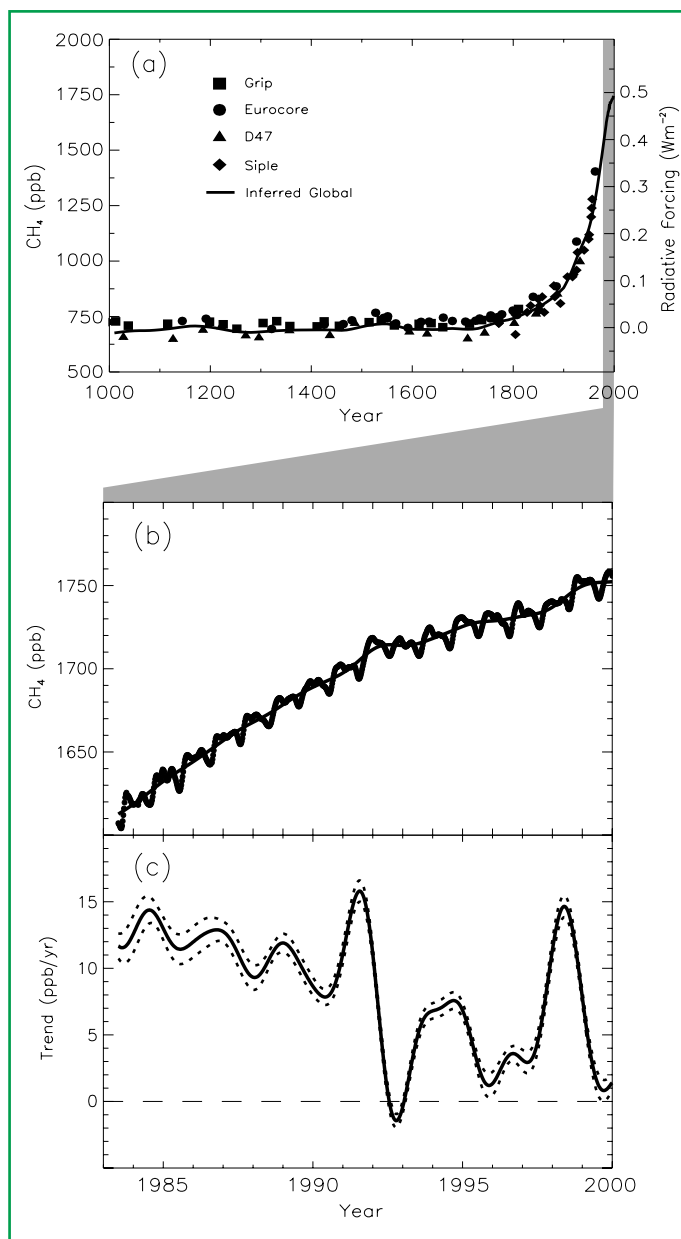 (a)
Grip
Eurocore
D47
Siple
Inferred Global
2000
1750
1500
1250
1000
750
500
CH₄ (ppb)
0.5
0.4
0.3
0.2
0.1
0.0
Radiative Forcing (Wm⁻²)
1000 1200 1400 1600 1800 2000
Year
(b)
1750
1700
1650
CH₄ (ppb)
(c)
15
10
5
0
Trend (ppb/yr)
1985 1990 1995 2000
Year